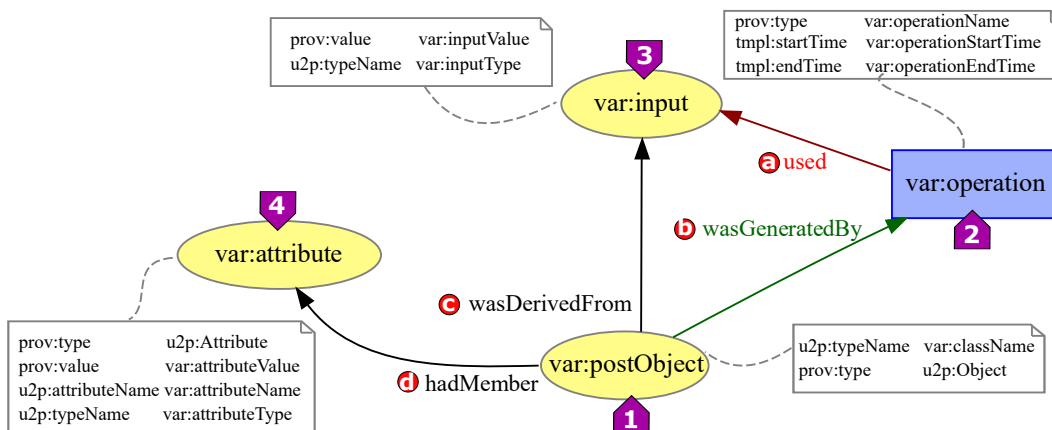 prov:value var:inputValue
u2p:typeName var:inputType
prov:type var:operationName
tmpl:startTime var:operationStartTime
tmpl:endTime var:operationEndTime
3
var:input
a used
var:operation
2
4
var:attribute
b wasGeneratedBy
c wasDerivedFrom
prov:type u2p:Attribute
prov:value var:attributeValue
u2p:attributeName var:attributeName
u2p:typeName var:attributeType
d hadMember
var:postObject
1
u2p:typeName var:className
prov:type u2p:Object